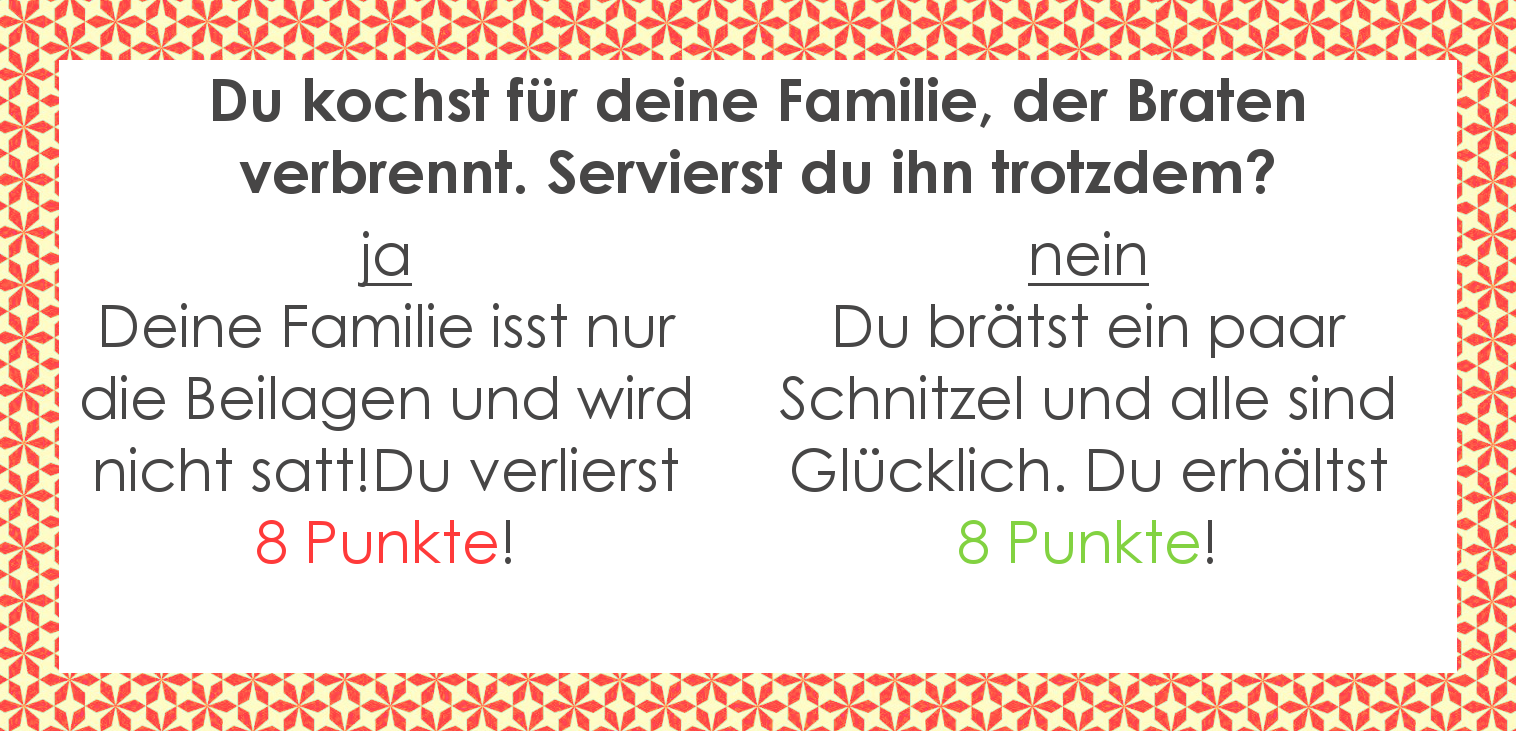 Du kochst für deine Familie, der Braten
verbrennt. Servierst du ihn trotzdem?
ja
Deine Familie isst nur
die Beilagen und wird
nicht satt!Du verlierst
8 Punkte!
nein
Du brätst ein paar
Schnitzel und alle sind
Glücklich. Du erhältst
8 Punkte!